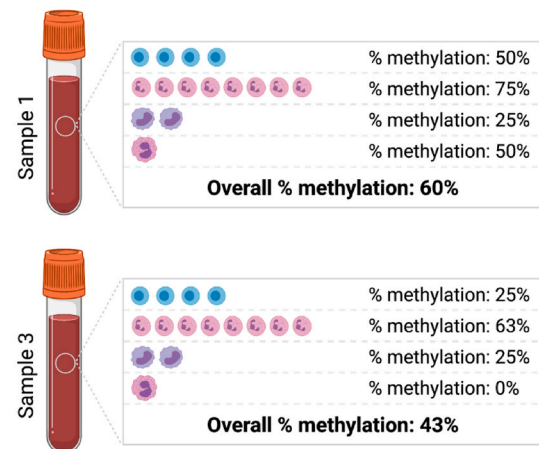 Sample 1
% methylation: 50%
% methylation: 75%
% methylation: 25%
% methylation: 50%
Overall % methylation: 60%
Sample 3
% methylation: 25%
% methylation: 63%
% methylation: 25%
% methylation: 0%
Overall % methylation: 43%